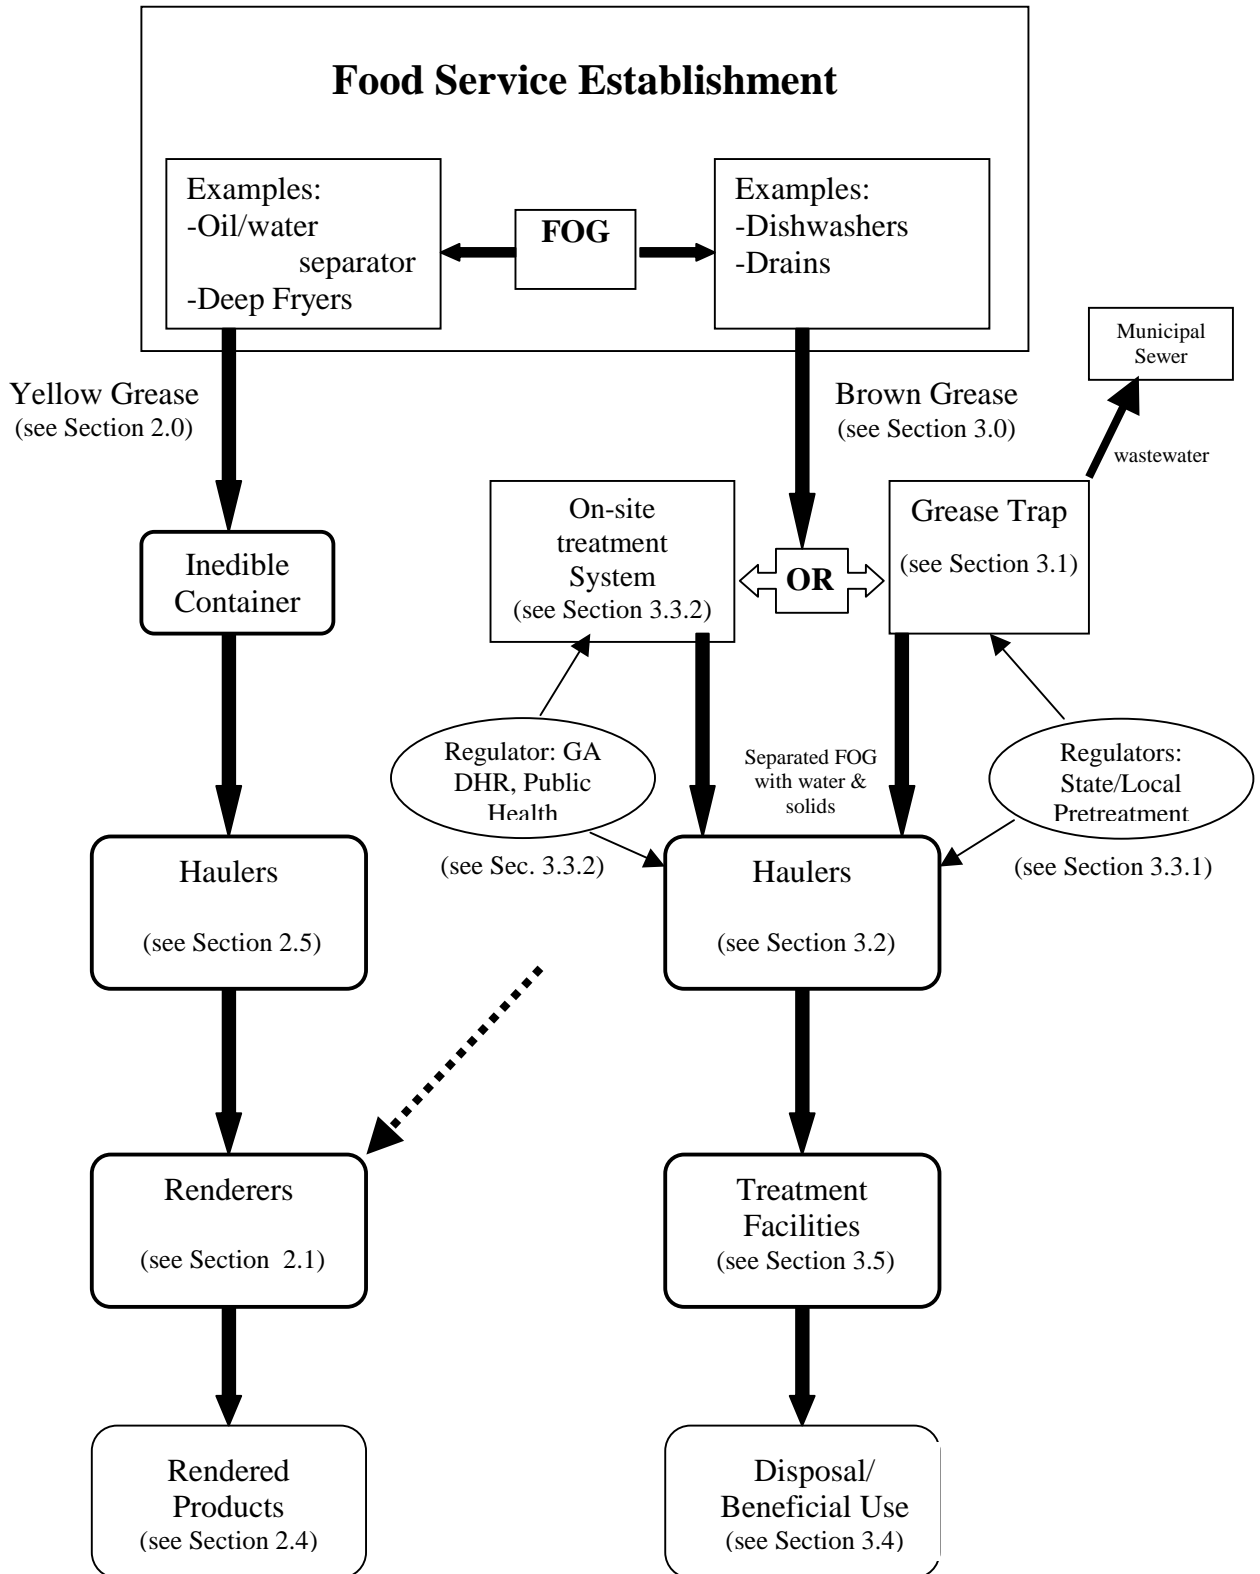 Food Service Establishment
Examples:
-Oil/water
separator
-Deep Fryers
FOG
Examples:
-Dishwashers
-Drains
Municipal
Sewer
Yellow Grease
(see Section 2.0)
Brown Grease
(see Section 3.0)
wastewater
On-site
treatment
System
(see Section 3.3.2)
OR
Grease Trap
(see Section 3.1)
Inedible
Container
Regulator: GA
DHR, Public
Health
(see Sec. 3.3.2)
Separated FOG
with water &
solids
Regulators:
State/Local
Pretreatment
(see Section 3.3.1)
Haulers
(see Section 2.5)
Haulers
(see Section 3.2)
Renderers
(see Section  2.1)
Treatment
Facilities
(see Section 3.5)
Rendered
Products
(see Section 2.4)
Disposal/
Beneficial Use
(see Section 3.4)